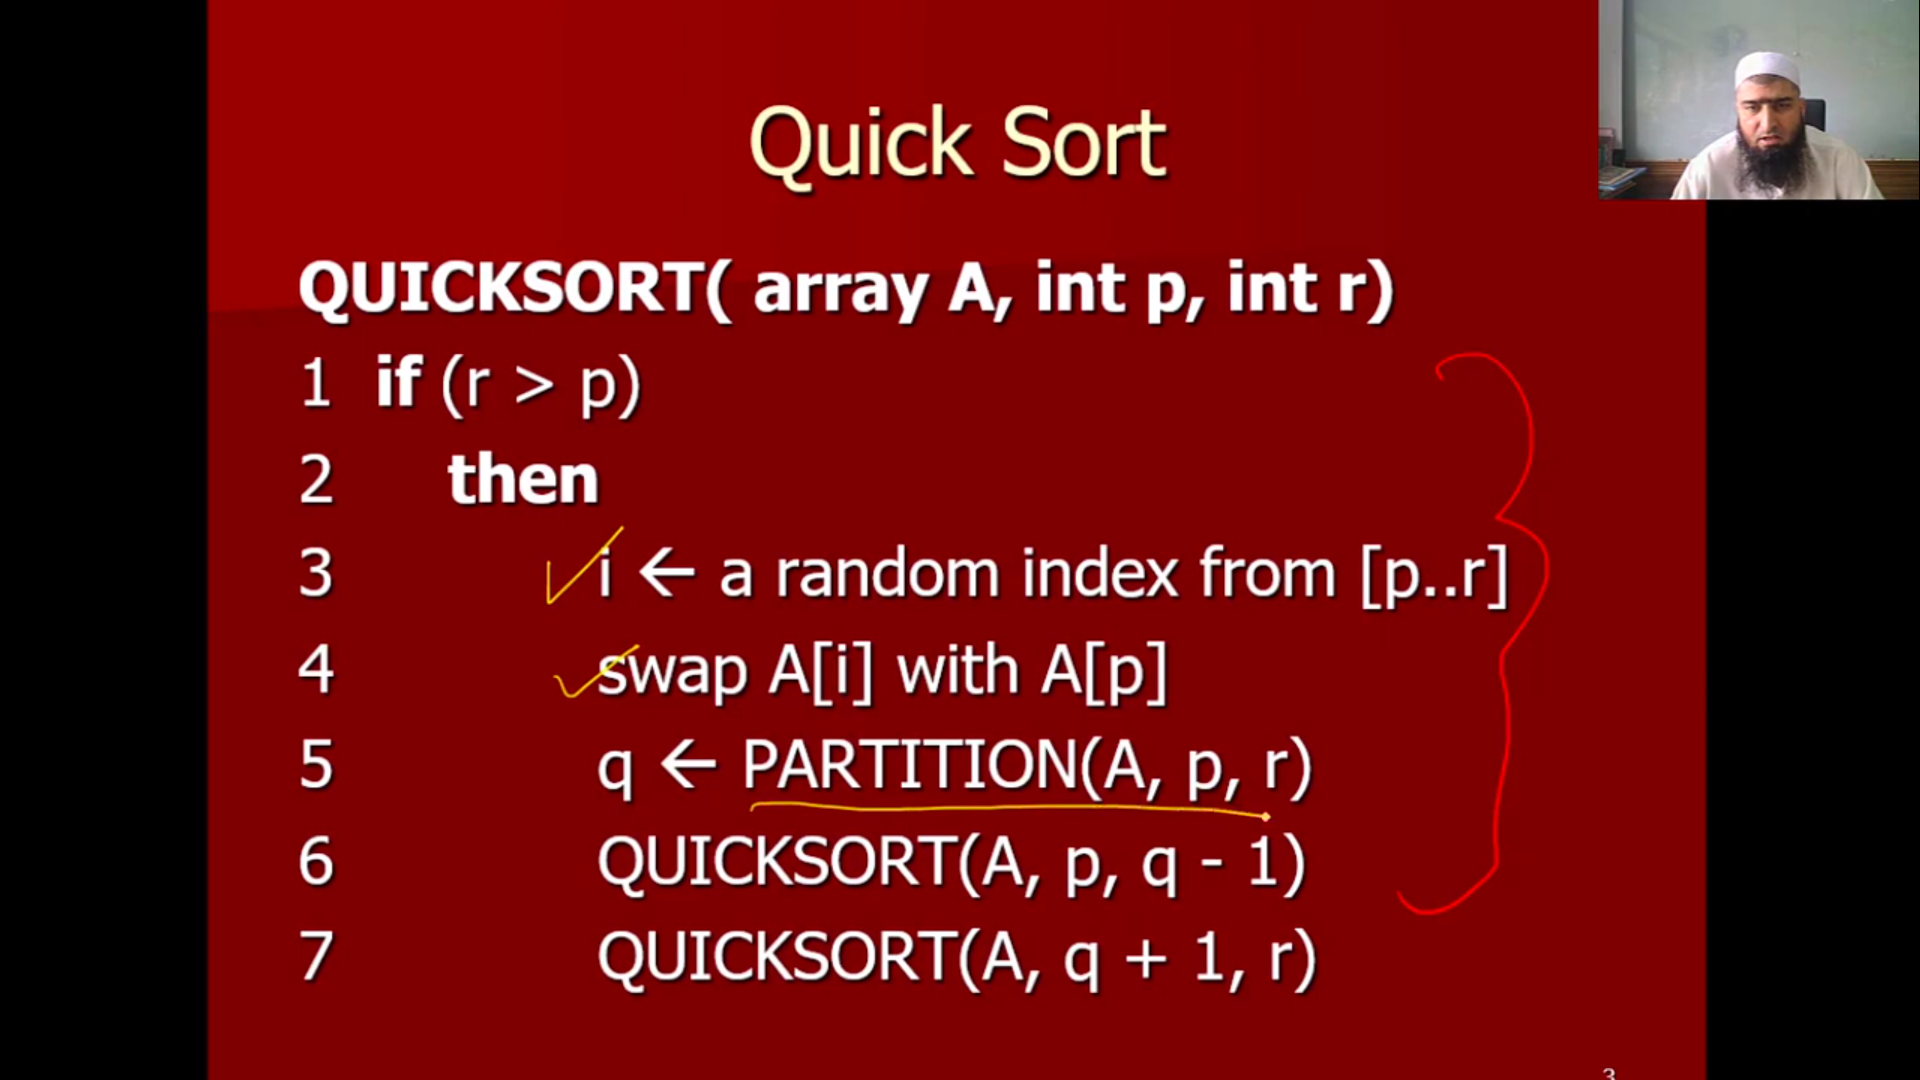 Quick Sort
QUICKSORT( array A, int p, int r)
1 if (r > p)
2 then
3 i ← a random index from [p..r]
4 swap A[i] with A[p]
5 q ← PARTITION(A, p, r)
6 QUICKSORT(A, p, q - 1)
7 QUICKSORT(A, q + 1, r)
3